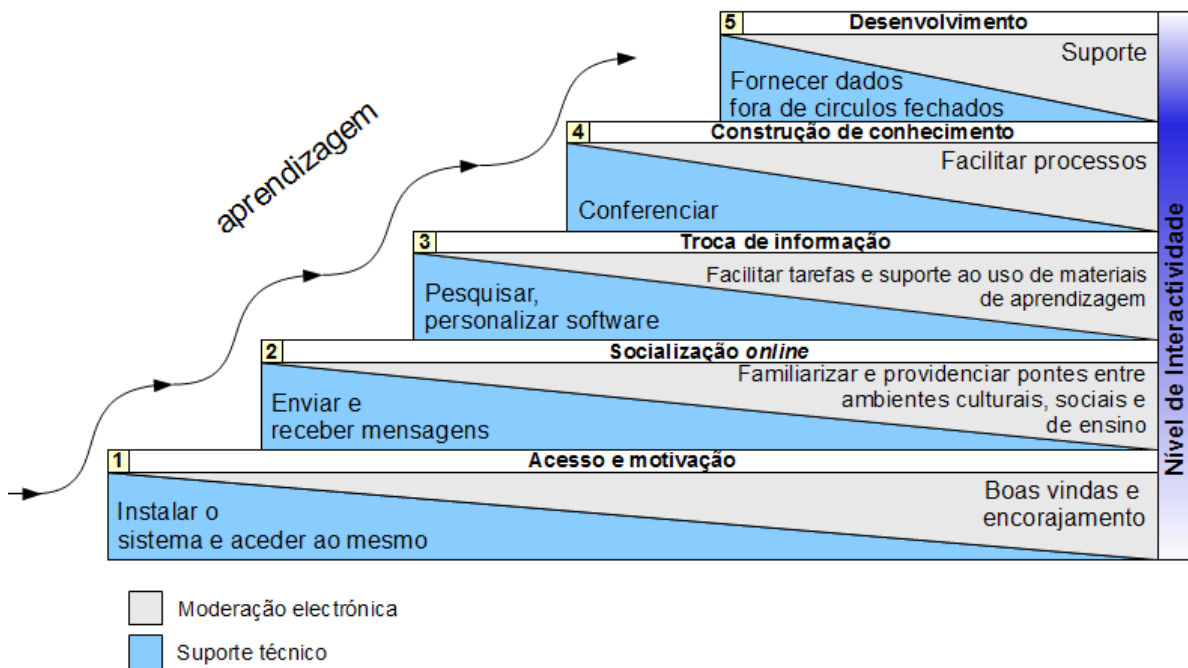 5 Desenvolvimento
Suporte
Fornecer dados
fora de circulos fechados
4 Construção de conhecimento
Facilitar processos
Conferenciar
3 Troca de informação
Facilitar tarefas e suporte ao uso de materiais
de aprendizagem
Pesquisar,
personalizar software
2 Socialização online
Familiarizar e providenciar pontes entre
ambientes culturais, sociais e
de ensino
Enviar e
receber mensagens
1 Acesso e motivação
Boas vindas e
encorajamento
Instalar o
sistema e aceder ao mesmo
aprendizagem
Nível de Interactividade
Moderação electrónica
Suporte técnico